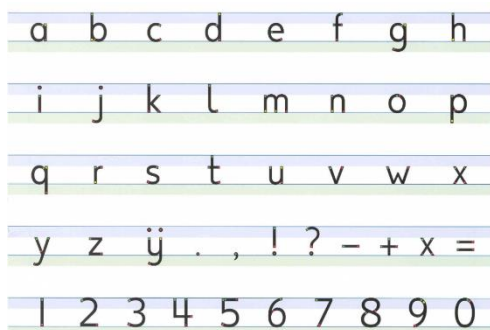 a b c d e f g h
i j k l m n o p
q r s t u v w x
y z ÿ . , ! ? - + x =
1 2 3 4 5 6 7 8 9 0